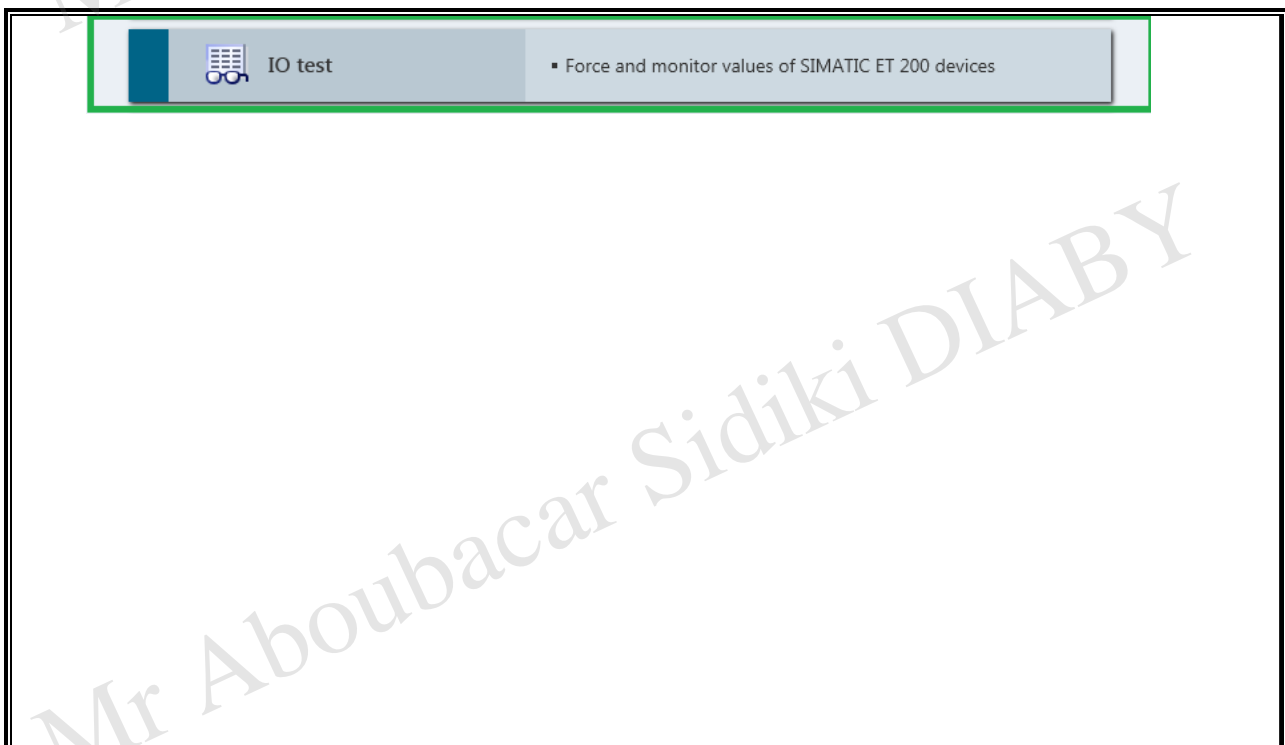 IO test
▪ Force and monitor values of SIMATIC ET 200 devices
Mr Aboubacar Sidiki DIABY